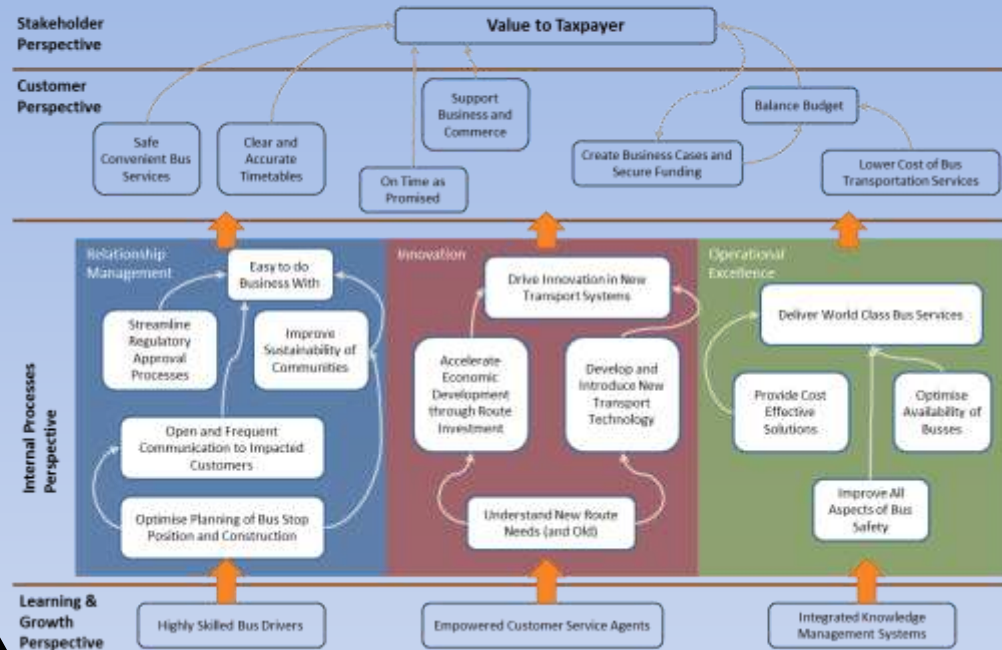 Stakeholder
Perspective
Value to Taxpayer
Customer
Perspective
Safe
Convenient Bus
Services
Clear and
Accurate
Timetables
On Time as
Promised
Support
Business and
Commerce
Create Business Cases and
Secure Funding
Balance Budget
Lower Cost of Bus
Transportation Services
Internal Processes
Perspective
Relationship
Management
Easy to do
Business With
Streamline
Regulatory
Approval
Processes
Improve
Sustainability of
Communities
Open and Frequent
Communication to Impacted
Customers
Optimise Planning of Bus Stop
Position and Construction
Innovation
Drive Innovation in New
Transport Systems
Accelerate
Economic
Development
through Route
Investment
Develop and
Introduce New
Transport
Technology
Understand New Route
Needs (and Old)
Operational
Excellence
Deliver World Class Bus Services
Provide Cost
Effective
Solutions
Optimise
Availability of
Busses
Improve All
Aspects of Bus
Safety
Learning &
Growth
Perspective
Highly Skilled Bus Drivers
Empowered Customer Service Agents
Integrated Knowledge
Management Systems